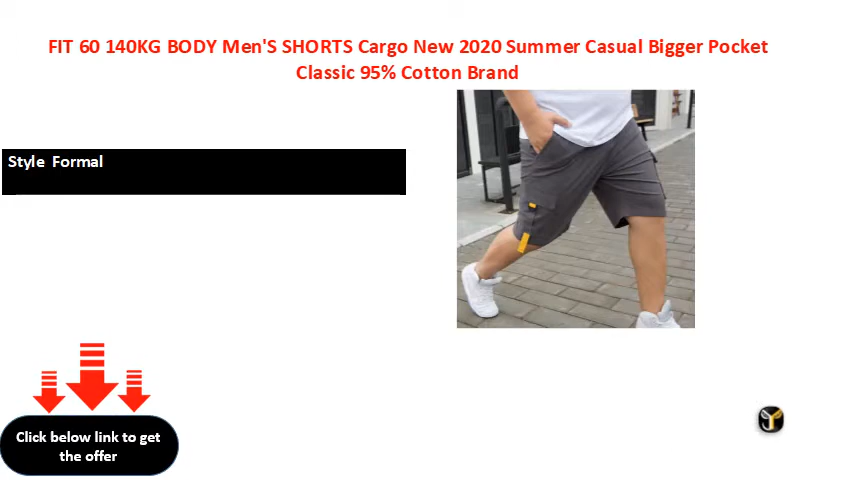 FIT 60 140KG BODY Men'S SHORTS Cargo New 2020 Summer Casual Bigger Pocket
Classic 95% Cotton Brand
Style Formal
Click below link to get
the offer